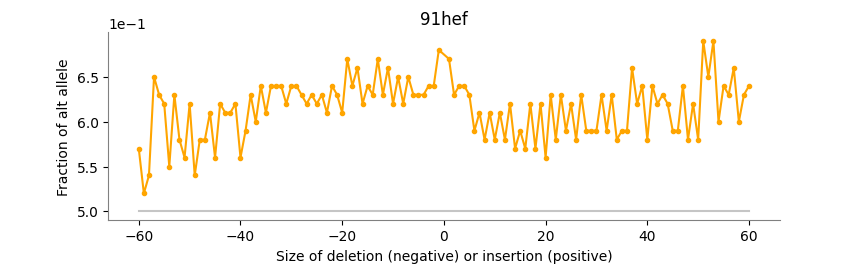 91hef
1e−1
Fraction of alt allele
6.5
6.0
5.5
5.0
−60 −40 −20 0 20 40 60
Size of deletion (negative) or insertion (positive)